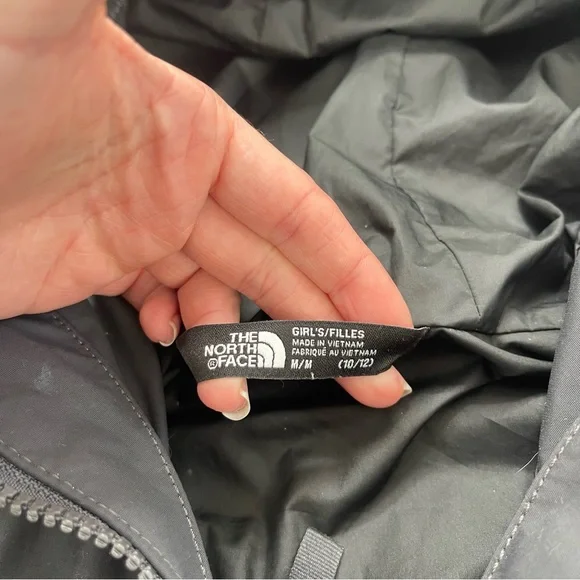 THE
NORTH
FACE®
GIRL'S/FILLES
MADE IN VIETNAM
FABRIQUÉ AU VIETNAM
M/M (10/12)